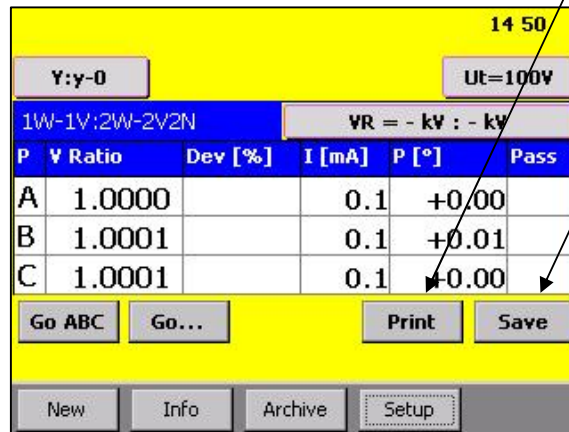 14 50
Y:y-0 Ut=100V
1W-1V:2W-2V2N VR = - kV : - kV
P V Ratio Dev [%] I [mA] P [°] Pass
A 1.0000 0.1 +0.00
B 1.0001 0.1 +0.01
C 1.0001 0.1 +0.00
Go ABC Go... Print Save
New Info Archive Setup